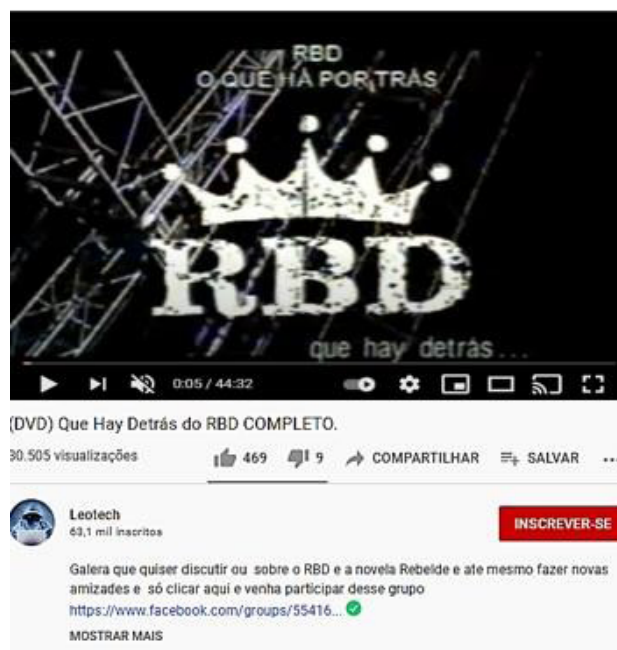 RBD
O QUE HÁ POR TRÁS
RBD
que hay detrás...
0:05 / 44:32
(DVD) Que Hay Detrás do RBD COMPLETO.
30.505 visualizações
469
9
COMPARTILHAR
SALVAR
Leotech
63,1 mil inscritos
INSCREVER-SE
Galera que quiser discutir ou sobre o RBD e a novela Rebelde e ate mesmo fazer novas
amizades e só clicar aqui e venha participar desse grupo
https://www.facebook.com/groups/55416...
MOSTRAR MAIS